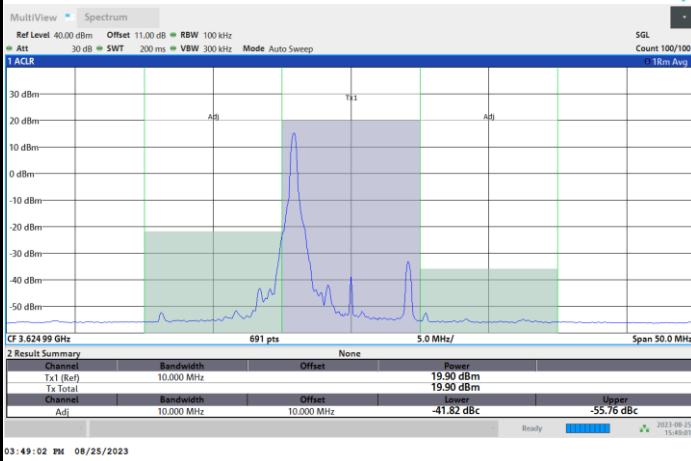 MultiView Spectrum
Ref Level 40.00 dBm Offset 11.00 dB RBW 100 kHz SGL
Att 30 dB SWT 200 ms VBW 300 kHz Mode Auto Sweep Count 100/100
1 ACLR 1Rm Avg
30 dBm
Tx1
20 dBm
Adj Adj
10 dBm
0 dBm
-10 dBm
-20 dBm
-30 dBm
-40 dBm
-50 dBm
CF 3.624 99 GHz 691 pts 5.0 MHz/ Span 50.0 MHz
2 Result Summary None
Channel Bandwidth Offset Power
Tx1 (Ref) 10.000 MHz 19.90 dBm
Tx Total 19.90 dBm
Channel Bandwidth Offset Lower Upper
Adj 10.000 MHz 10.000 MHz -41.82 dBc -55.76 dBc
Ready 2023-08-25
15:49:01
03:49:02 PM 08/25/2023